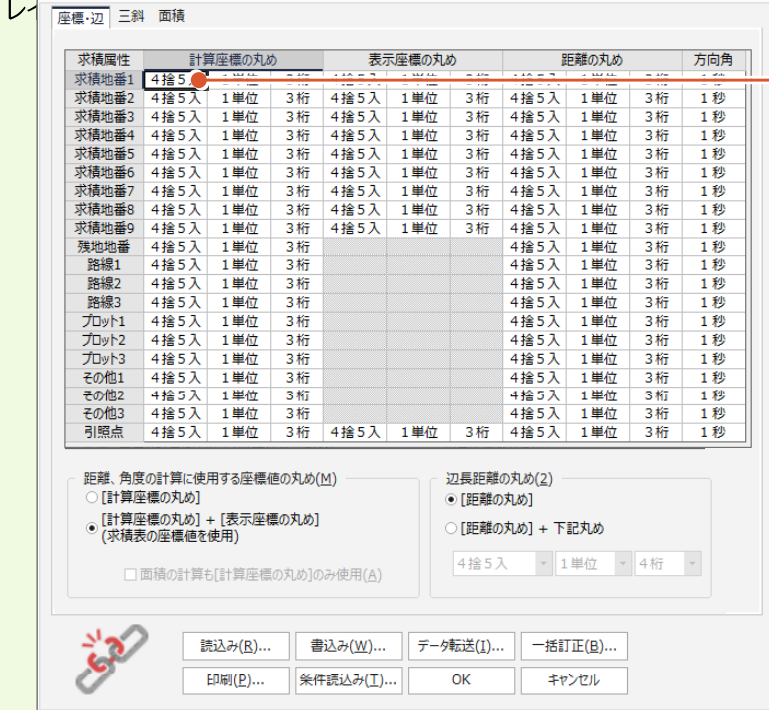 レイ
座標・辺 三斜 面積
求積属性 計算座標の丸め 表示座標の丸め 距離の丸め 方向角
求積地番1 4捨5
求積地番2 4捨5入 1単位 3桁 4捨5入 1単位 3桁 4捨5入 1単位 3桁 1秒
求積地番3 4捨5入 1単位 3桁 4捨5入 1単位 3桁 4捨5入 1単位 3桁 1秒
求積地番4 4捨5入 1単位 3桁 4捨5入 1単位 3桁 4捨5入 1単位 3桁 1秒
求積地番5 4捨5入 1単位 3桁 4捨5入 1単位 3桁 4捨5入 1単位 3桁 1秒
求積地番6 4捨5入 1単位 3桁 4捨5入 1単位 3桁 4捨5入 1単位 3桁 1秒
求積地番7 4捨5入 1単位 3桁 4捨5入 1単位 3桁 4捨5入 1単位 3桁 1秒
求積地番8 4捨5入 1単位 3桁 4捨5入 1単位 3桁 4捨5入 1単位 3桁 1秒
求積地番9 4捨5入 1単位 3桁 4捨5入 1単位 3桁 4捨5入 1単位 3桁 1秒
残地地番 4捨5入 1単位 3桁 4捨5入 1単位 3桁 1秒
路線1 4捨5入 1単位 3桁 4捨5入 1単位 3桁 1秒
路線2 4捨5入 1単位 3桁 4捨5入 1単位 3桁 1秒
路線3 4捨5入 1単位 3桁 4捨5入 1単位 3桁 1秒
プロット1 4捨5入 1単位 3桁 4捨5入 1単位 3桁 1秒
プロット2 4捨5入 1単位 3桁 4捨5入 1単位 3桁 1秒
プロット3 4捨5入 1単位 3桁 4捨5入 1単位 3桁 1秒
その他1 4捨5入 1単位 3桁 4捨5入 1単位 3桁 1秒
その他2 4捨5入 1単位 3桁 4捨5入 1単位 3桁 1秒
その他3 4捨5入 1単位 3桁 4捨5入 1単位 3桁 1秒
引照点 4捨5入 1単位 3桁 4捨5入 1単位 3桁 4捨5入 1単位 3桁 1秒
距離、角度の計算に使用する座標値の丸め(M)
[計算座標の丸め]
[計算座標の丸め] + [表示座標の丸め]
(求積表の座標値を使用)
面積の計算も[計算座標の丸め]のみ使用(A)
辺長距離の丸め(2)
[距離の丸め]
[距離の丸め] + 下記丸め
4捨5入 1単位 4桁
読込み(R)... 書込み(W)... データ転送(I)... 一括訂正(B)...
印刷(P)... 条件読込み(T)... OK キャンセル